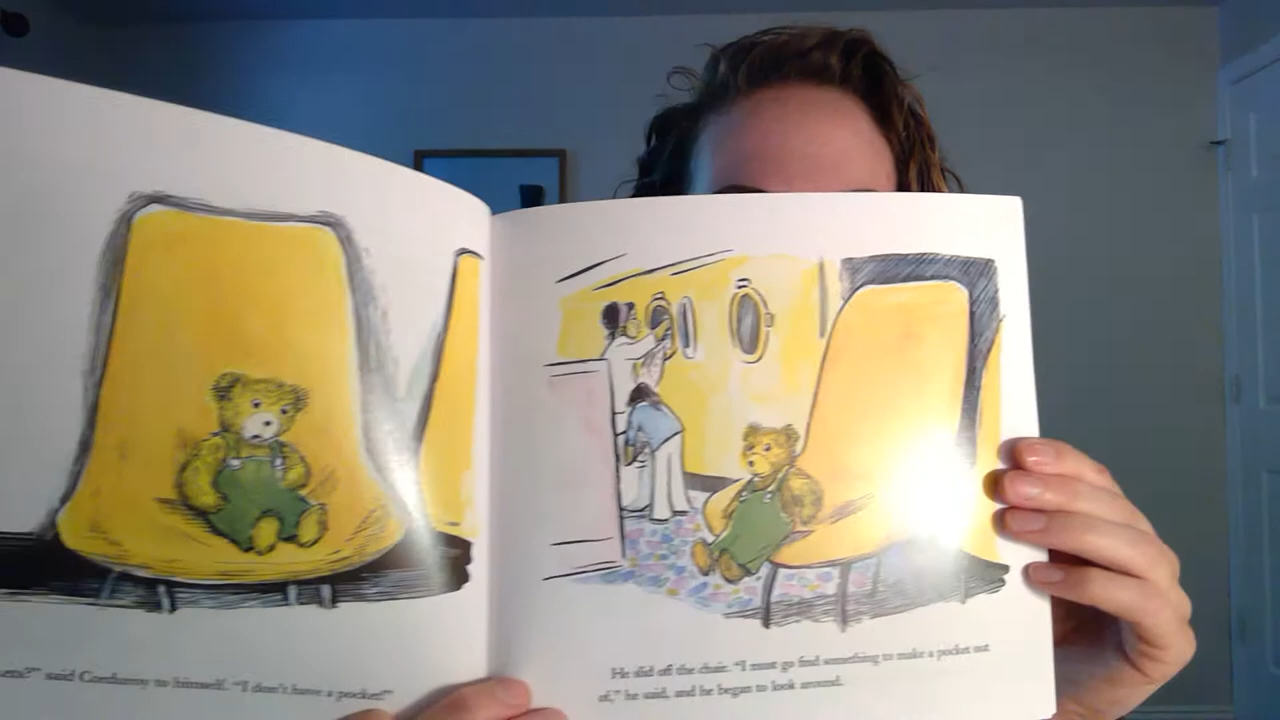 said Corduroy to himself. "I don't have a pocket!"
He slid off the chair. "I must go find something to make a pocket out
of," he said, and he began to look around.